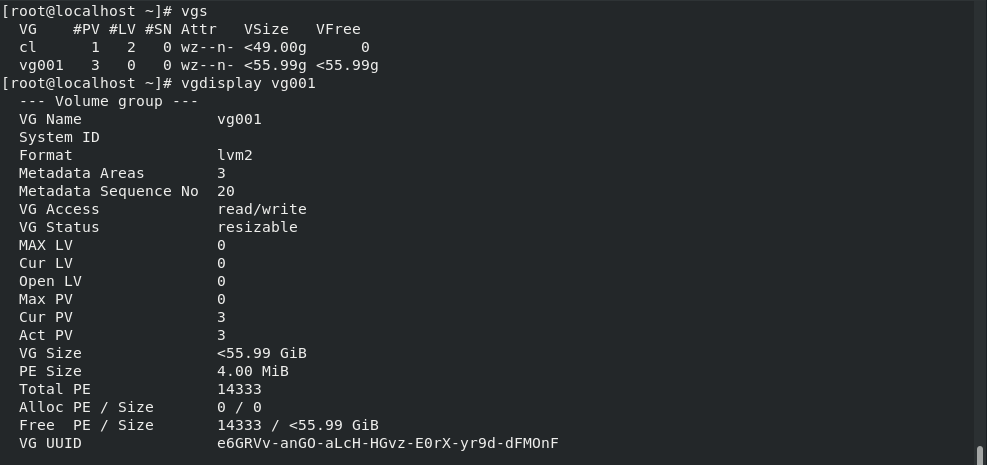 [root@localhost ~]# vgs
  VG    #PV #LV #SN Attr   VSize   VFree
  cl      1   2   0 wz--n- <49.00g      0
  vg001   3   0   0 wz--n- <55.99g <55.99g
[root@localhost ~]# vgdisplay vg001
  --- Volume group ---
  VG Name               vg001
  System ID
  Format                lvm2
  Metadata Areas        3
  Metadata Sequence No  20
  VG Access             read/write
  VG Status             resizable
  MAX LV                0
  Cur LV                0
  Open LV               0
  Max PV                0
  Cur PV                3
  Act PV                3
  VG Size               <55.99 GiB
  PE Size               4.00 MiB
  Total PE              14333
  Alloc PE / Size       0 / 0
  Free  PE / Size       14333 / <55.99 GiB
  VG UUID               e6GRVv-anGO-aLcH-HGvz-E0rX-yr9d-dFMOnF